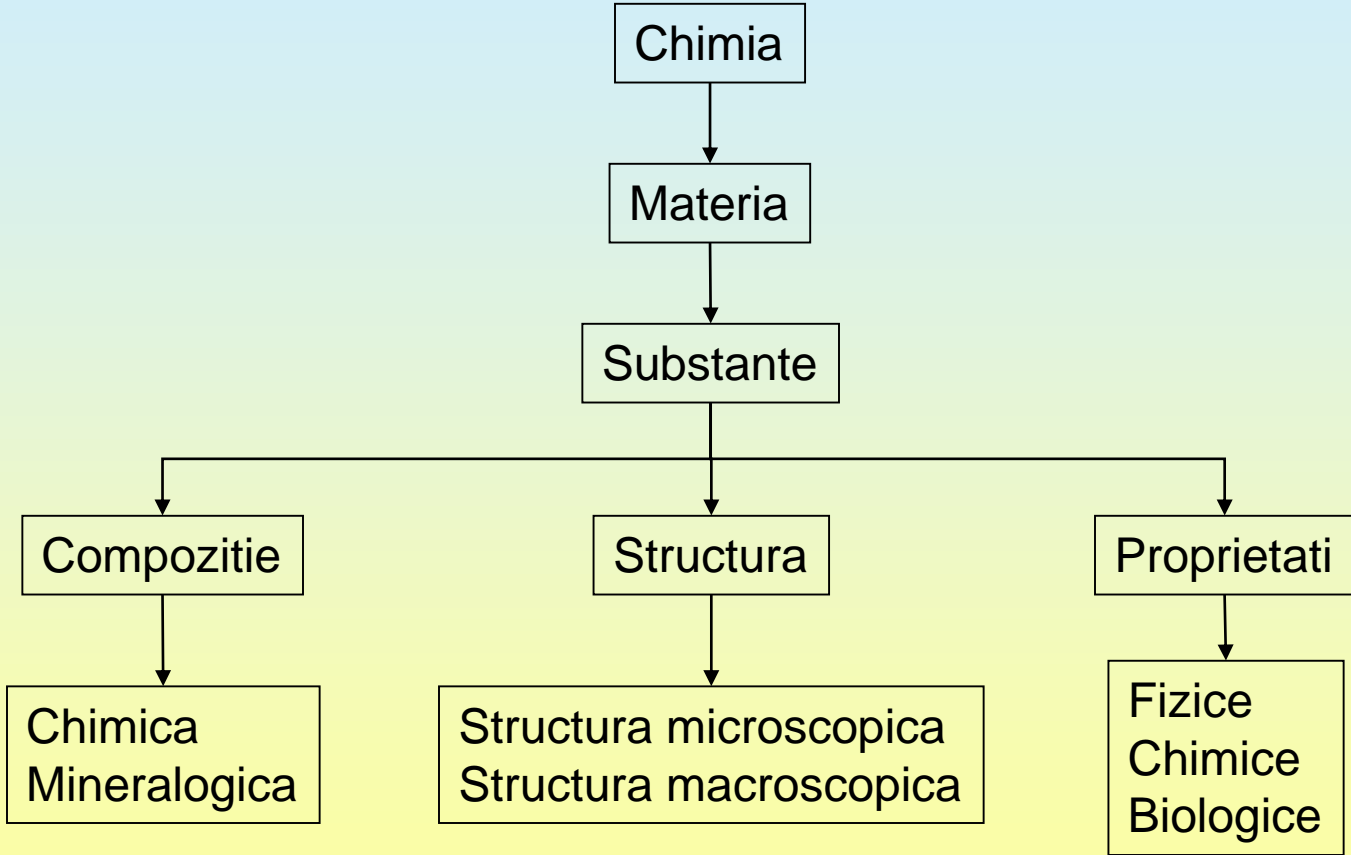 Chimia
Materia
Substante
Compozitie
Structura
Proprietati
Chimica
Mineralogica
Structura microscopica
Structura macroscopica
Fizice
Chimice
Biologice